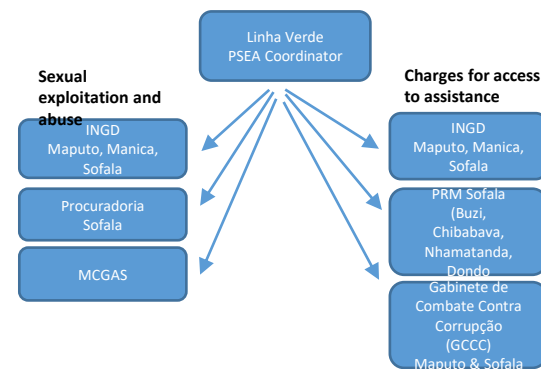 Linha Verde
PSEA Coordinator
Sexual
exploitation and
abuse
INGD
Maputo, Manica,
Sofala
Procuradoria
Sofala
MCGAS
Charges for access
to assistance
INGD
Maputo, Manica,
Sofala
PRM Sofala
(Buzi,
Chibabava,
Nhamatanda,
Dondo
Gabinete de
Combate Contra
Corrupção
(GCCC)
Maputo & Sofala